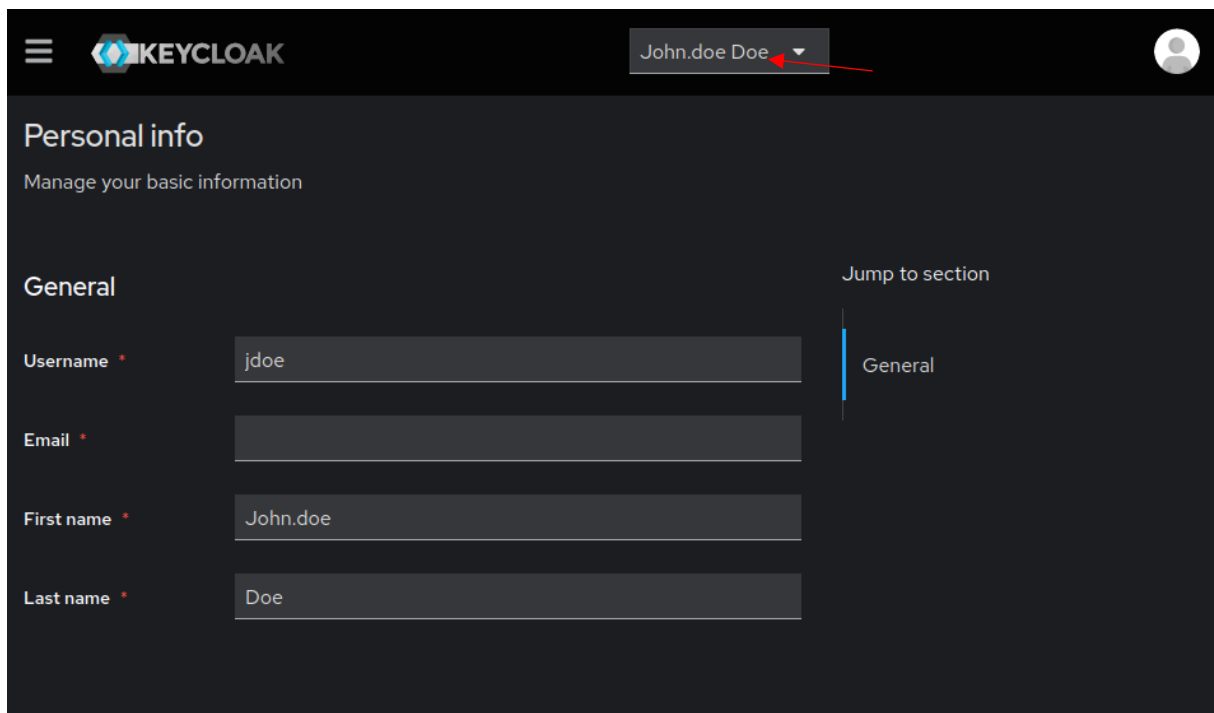 KEYCLOAK
John.doe Doe
Personal info
Manage your basic information
General
Jump to section
Username *
jdoe
General
Email *
First name *
John.doe
Last name *
Doe